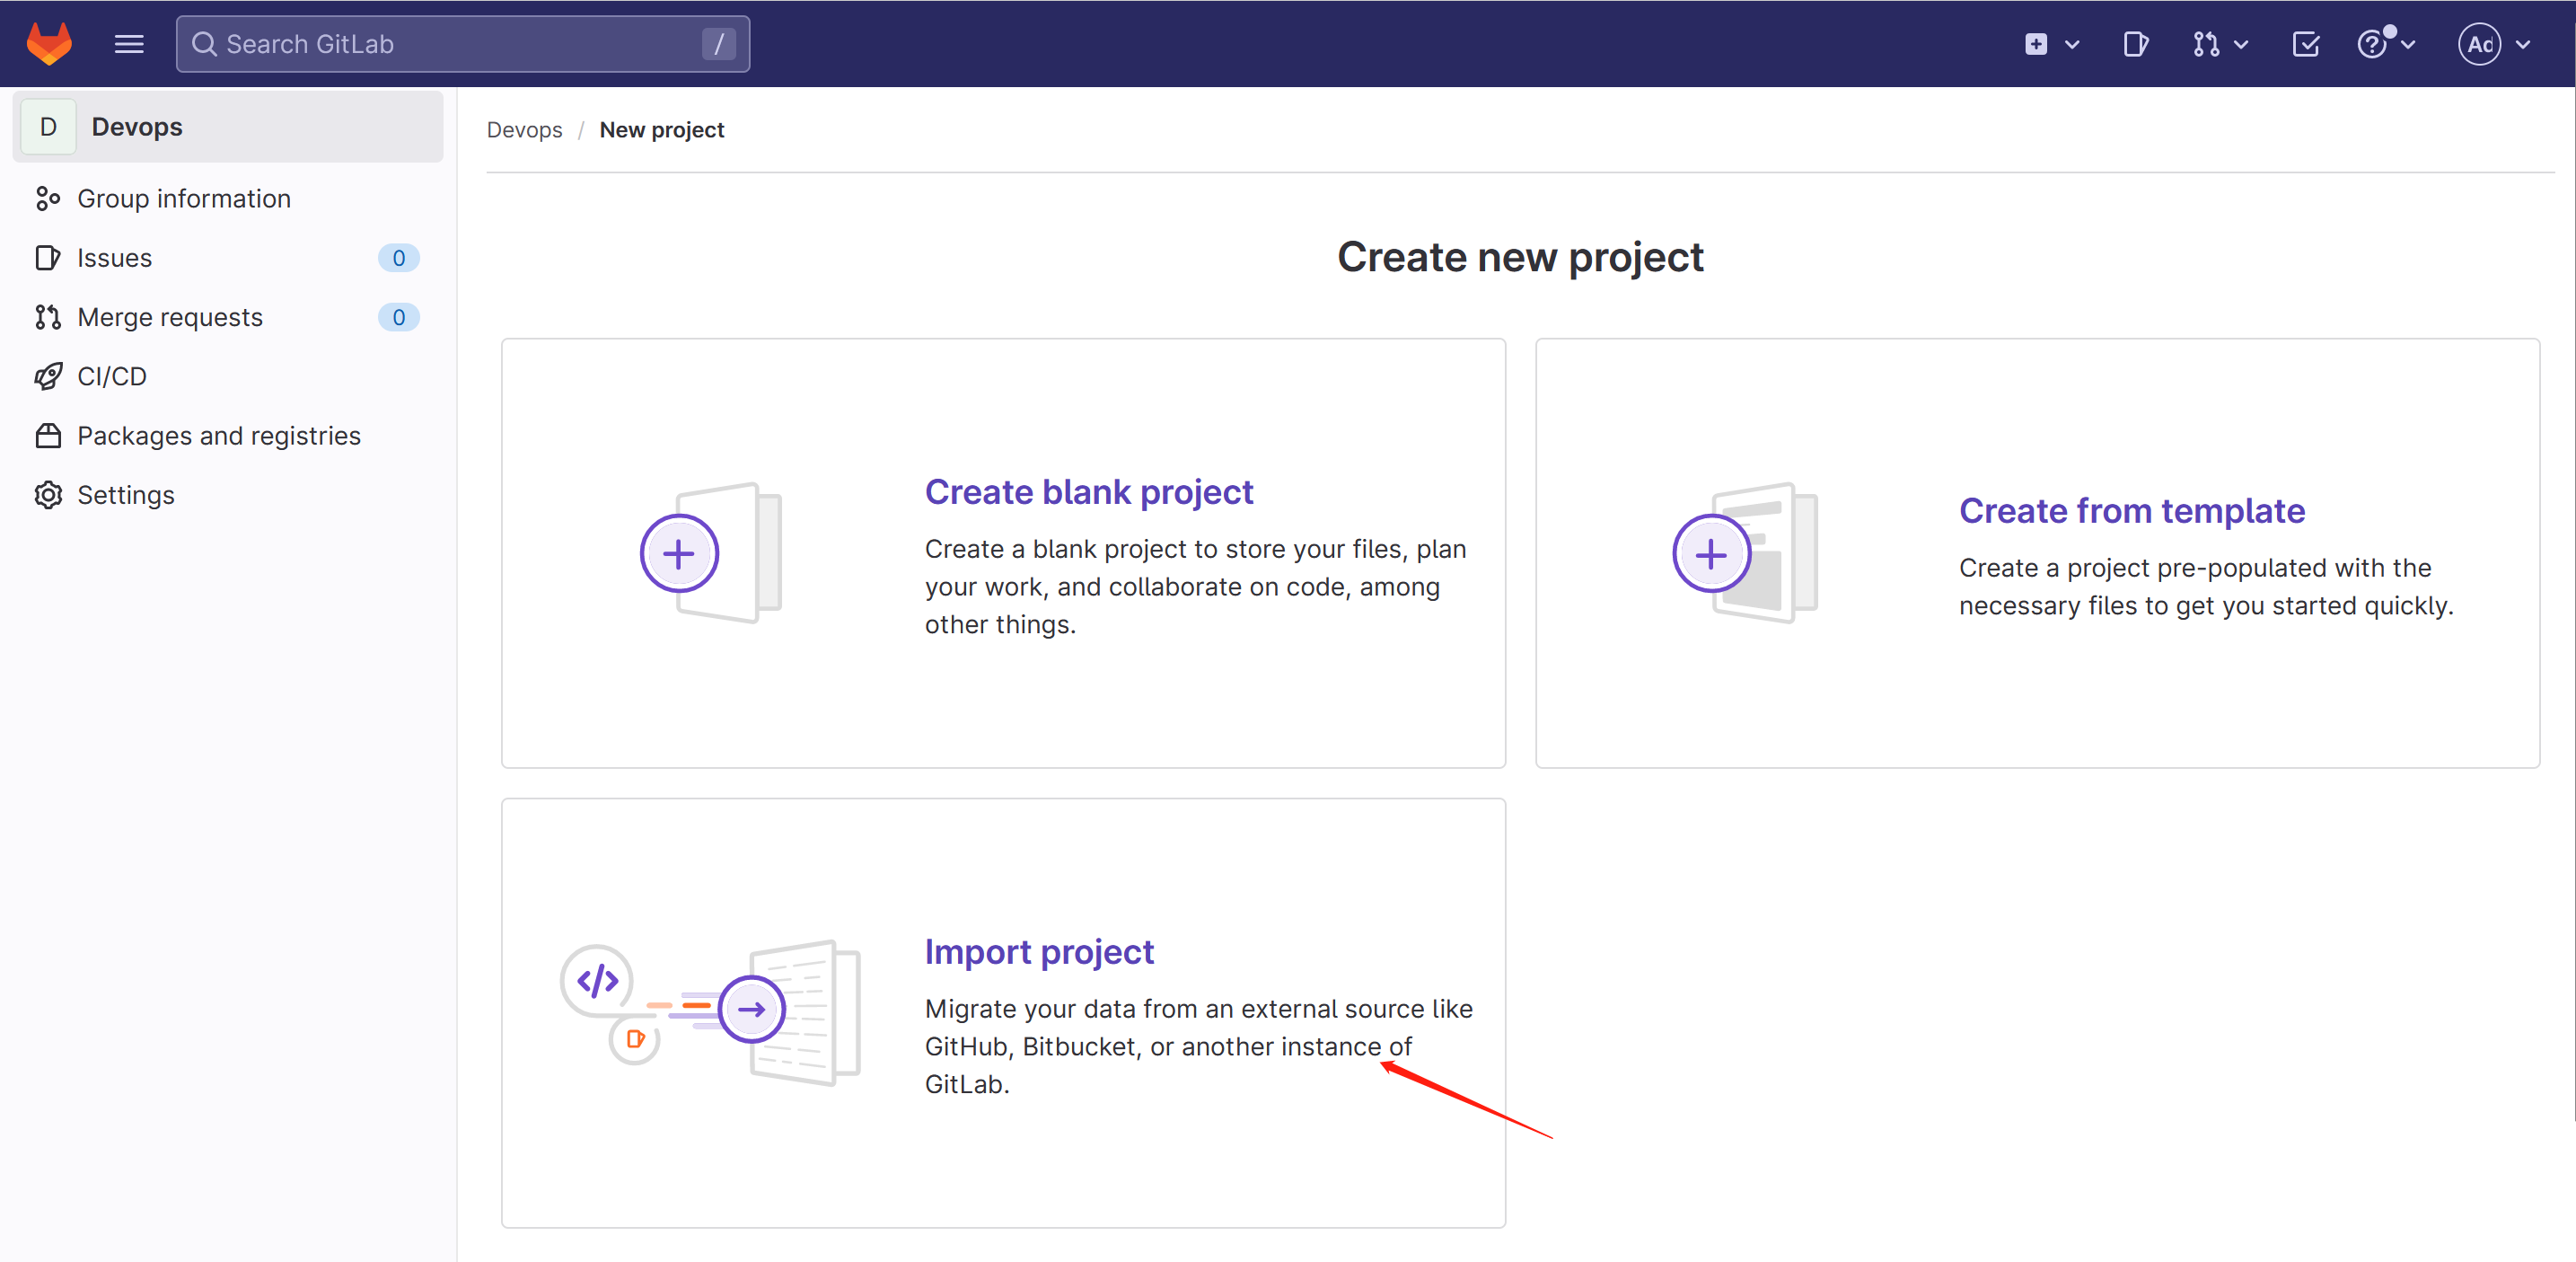 Search GitLab
/
Ad
D
Devops
Group information
Issues
0
Merge requests
0
CI/CD
Packages and registries
Settings
Devops / New project
Create new project
Create blank project
Create a blank project to store your files, plan
your work, and collaborate on code, among
other things.
Create from template
Create a project pre-populated with the
necessary files to get you started quickly.
Import project
Migrate your data from an external source like
GitHub, Bitbucket, or another instance of
GitLab.